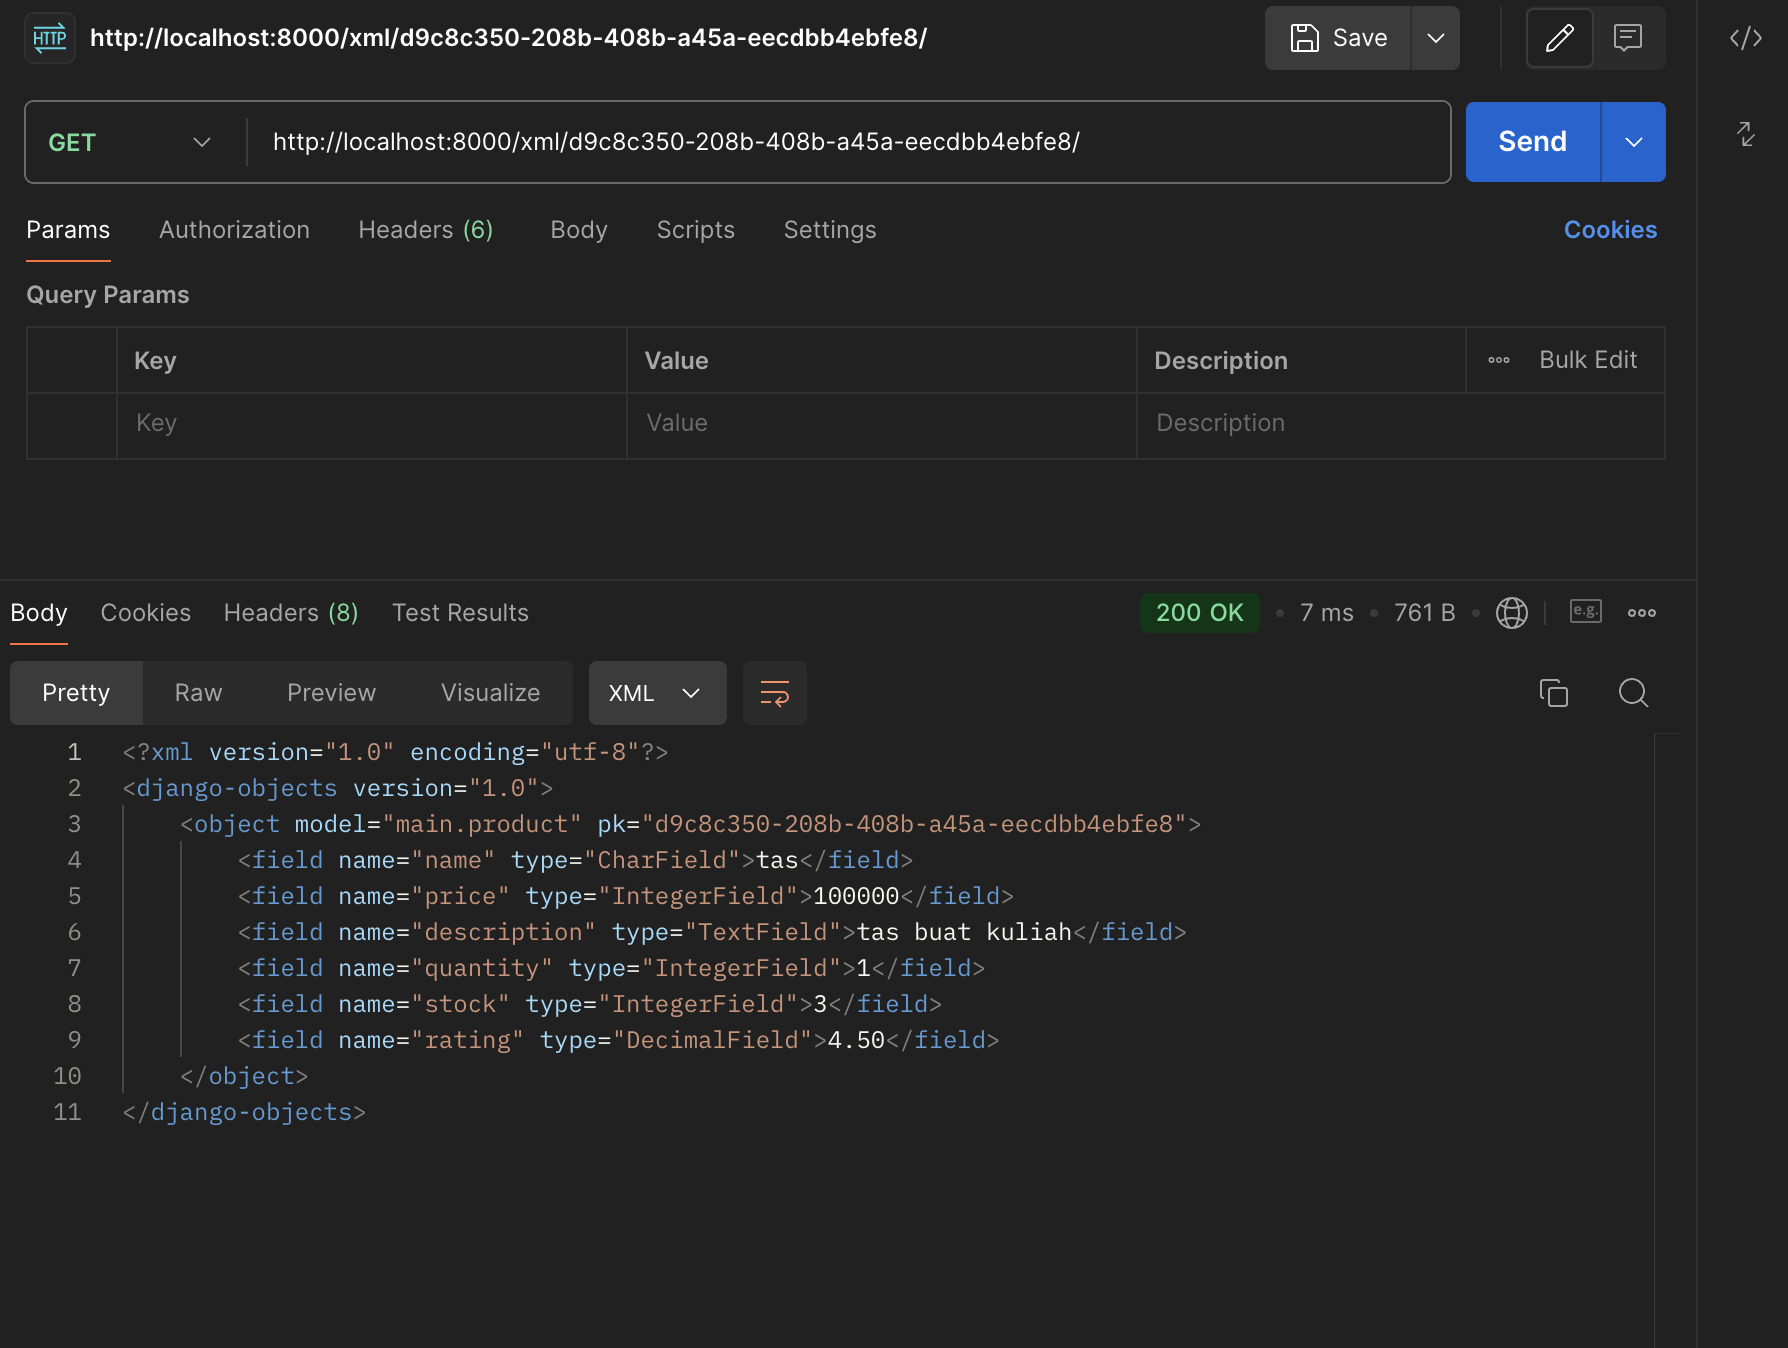 HTTP http://localhost:8000/xml/d9c8c350-208b-408b-a45a-eecdbb4ebfe8/ Save
GET http://localhost:8000/xml/d9c8c350-208b-408b-a45a-eecdbb4ebfe8/ Send
Params Authorization Headers (6) Body Scripts Settings Cookies
Query Params
Key Value Description Bulk Edit
Key Value Description
Body Cookies Headers (8) Test Results 200 OK • 7 ms • 761 B • e.g.
Pretty Raw Preview Visualize XML
1 <?xml version="1.0" encoding="utf-8"?>
2 <django-objects version="1.0">
3 <object model="main.product" pk="d9c8c350-208b-408b-a45a-eecdbb4ebfe8">
4 <field name="name" type="CharField">tas</field>
5 <field name="price" type="IntegerField">100000</field>
6 <field name="description" type="TextField">tas buat kuliah</field>
7 <field name="quantity" type="IntegerField">1</field>
8 <field name="stock" type="IntegerField">3</field>
9 <field name="rating" type="DecimalField">4.50</field>
10 </object>
11 </django-objects>